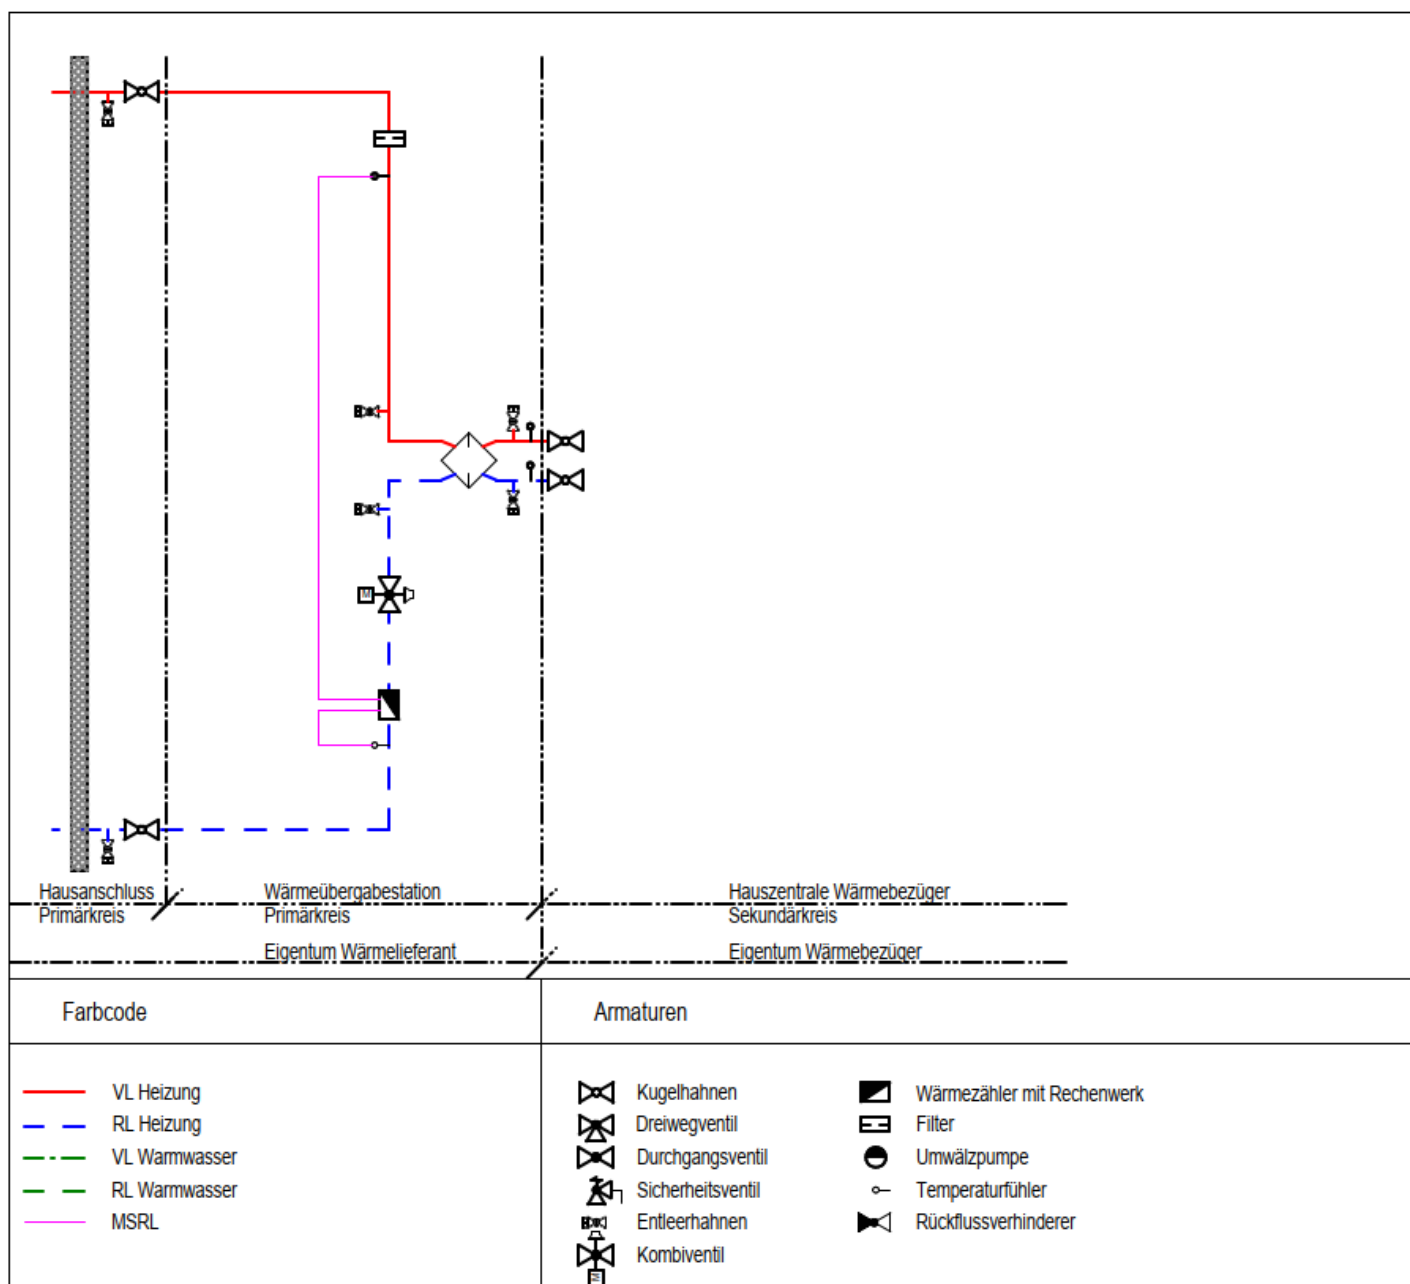 M
Hausanschluss Wärmeübergabestation Hauszentrale Wärmebezüger
Primärkreis Primärkreis Sekundärkreis
Eigentum Wärmelieferant Eigentum Wärmebezüger
Farbcode Armaturen
VL Heizung Kugelhahnen Wärmezähler mit Rechenwerk
RL Heizung Dreiwegventil Filter
VL Warmwasser Durchgangsventil Umwälzpumpe
RL Warmwasser Sicherheitsventil Temperaturfühler
MSRL Entleerhahnen Rückflussverhinderer
Kombiventil
M